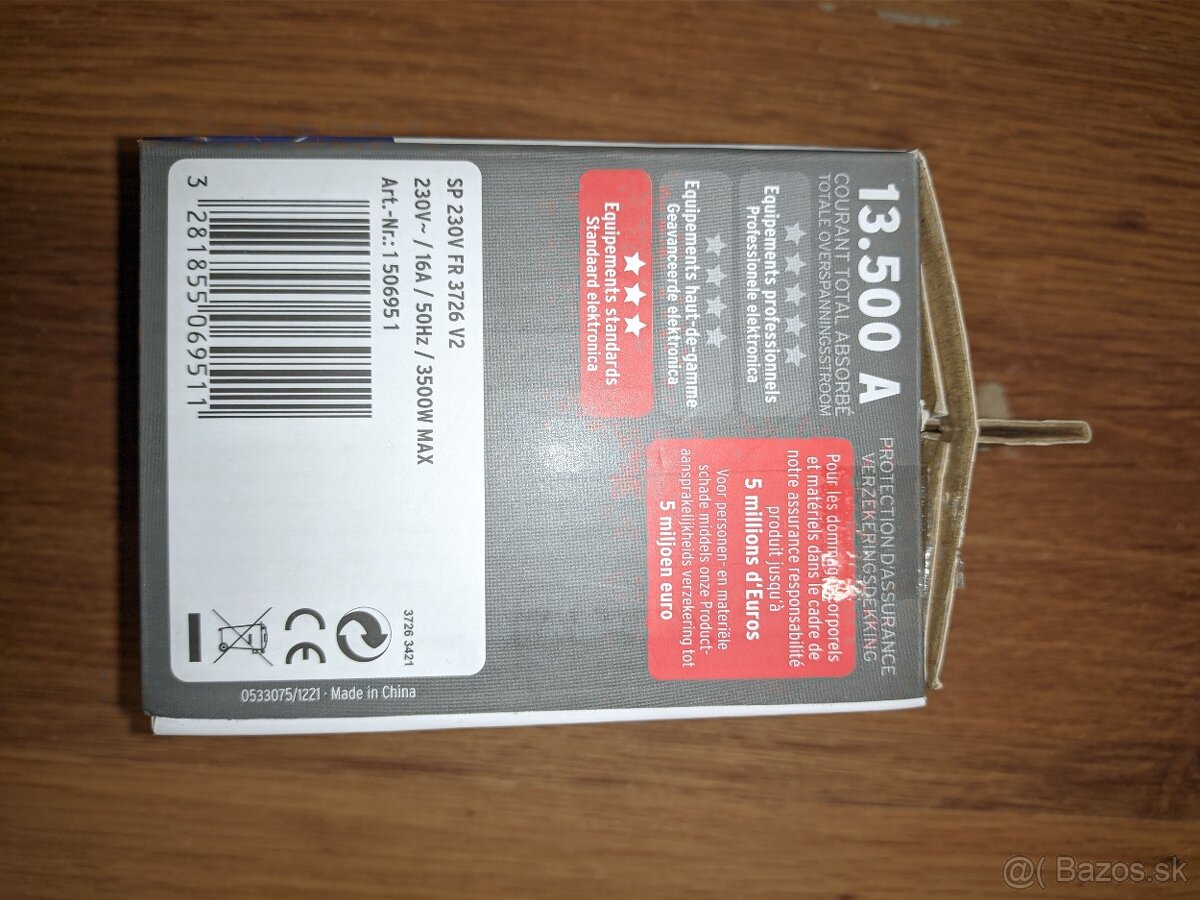 13.500 A
COURANT TOTAL ABSORBÉ
TOTALE OVERSPANNINGSSTROOM
Equipements professionnels
Professionele elektronica
Equipements haut-de-gamme
Geavanceerde elektronica
Equipements standards
Standaard elektronica
PROTECTION D'ASSURANCE
VERZEKERINGSDEKKING
Pour les dommages corporels
et matériels dans le cadre de
notre assurance responsabilité
produit jusqu'à
5 millions d'Euros
Voor personen- en materiële
schade middels onze Product-
aansprakelijkheids verzekering tot
5 miljoen euro
SP 230V FR 3726 V2
230V~ / 16A / 50Hz / 3500W MAX
Art.-Nr.: 1 50695 1
3 281855 069511
3726 3421
CE
0533075/1221 · Made in China
@( Bazos.sk